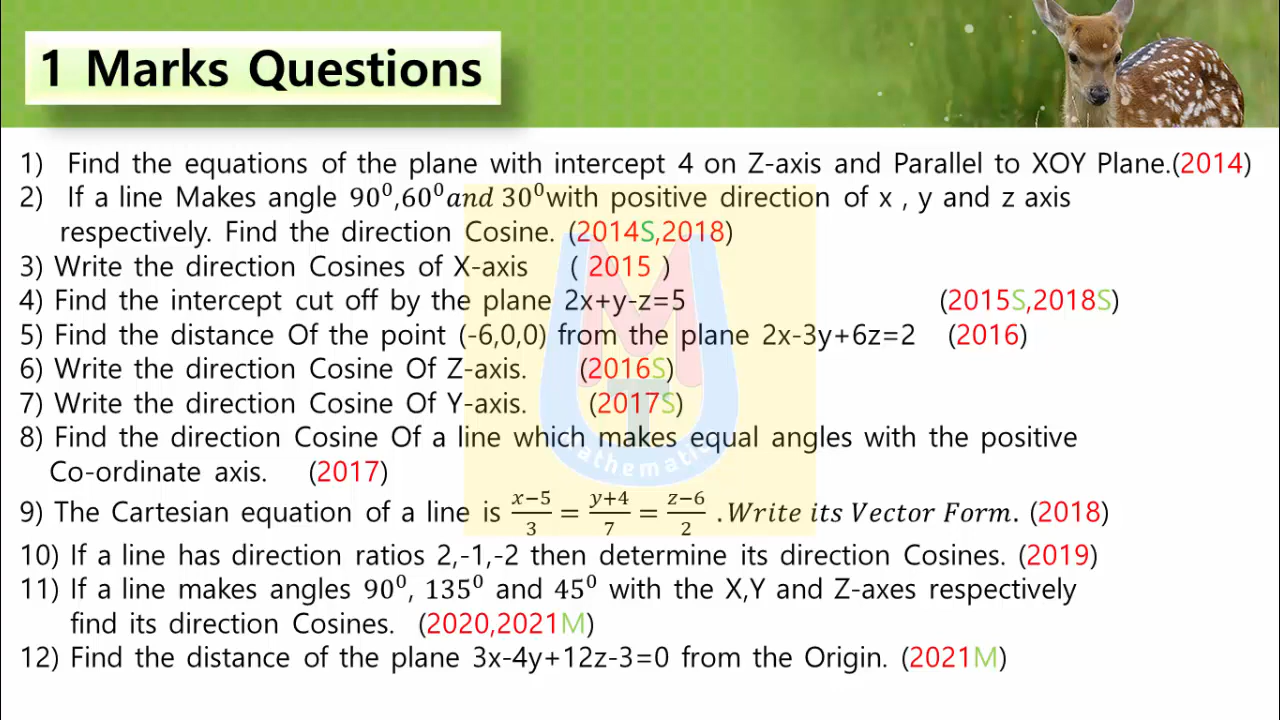 1 Marks Questions
1) Find the equations of the plane with intercept 4 on Z-axis and Parallel to XOY Plane.(2014)
2) If a line Makes angle 90⁰,60⁰and 30⁰with positive direction of x , y and z axis
respectively. Find the direction Cosine. (2014S,2018)
3) Write the direction Cosines of X-axis ( 2015 )
4) Find the intercept cut off by the plane 2x+y-z=5 (2015S,2018S)
5) Find the distance Of the point (-6,0,0) from the plane 2x-3y+6z=2 (2016)
6) Write the direction Cosine Of Z-axis. (2016S)
7) Write the direction Cosine Of Y-axis. (2017S)
8) Find the direction Cosine Of a line which makes equal angles with the positive
Co-ordinate axis. (2017)
9) The Cartesian equation of a line is (x−5)/3 = (y+4)/7 = (z−6)/2 .Write its Vector Form. (2018)
10) If a line has direction ratios 2,-1,-2 then determine its direction Cosines. (2019)
11) If a line makes angles 90⁰, 135⁰ and 45⁰ with the X,Y and Z-axes respectively
find its direction Cosines. (2020,2021M)
12) Find the distance of the plane 3x-4y+12z-3=0 from the Origin. (2021M)